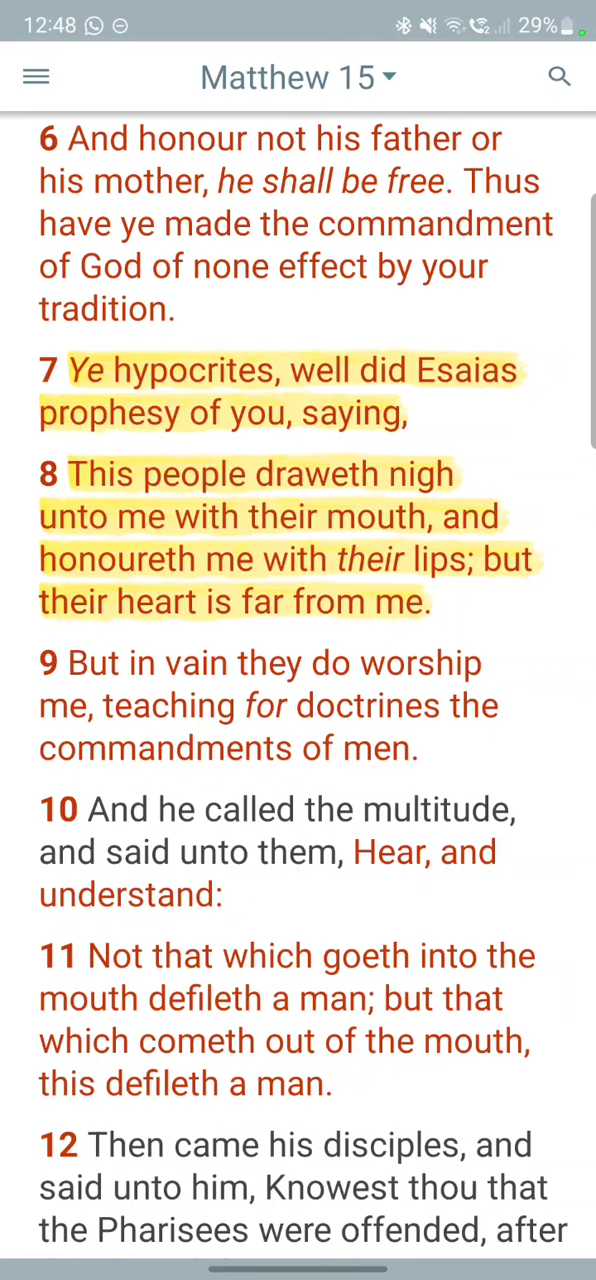 12:48 29%
Matthew 15
6 And honour not his father or
his mother, he shall be free. Thus
have ye made the commandment
of God of none effect by your
tradition.
7 Ye hypocrites, well did Esaias
prophesy of you, saying,
8 This people draweth nigh
unto me with their mouth, and
honoureth me with their lips; but
their heart is far from me.
9 But in vain they do worship
me, teaching for doctrines the
commandments of men.
10 And he called the multitude,
and said unto them, Hear, and
understand:
11 Not that which goeth into the
mouth defileth a man; but that
which cometh out of the mouth,
this defileth a man.
12 Then came his disciples, and
said unto him, Knowest thou that
the Pharisees were offended, after